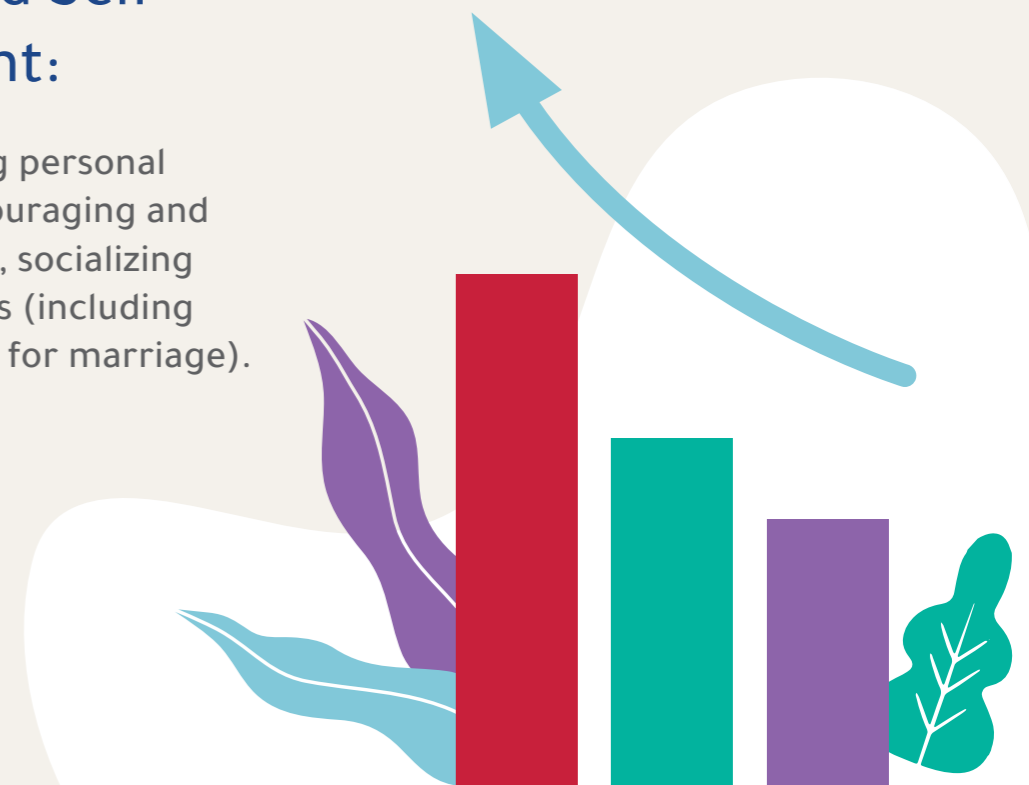 nt:
g personal
ouraging and
, socializing
s (including
for marriage).